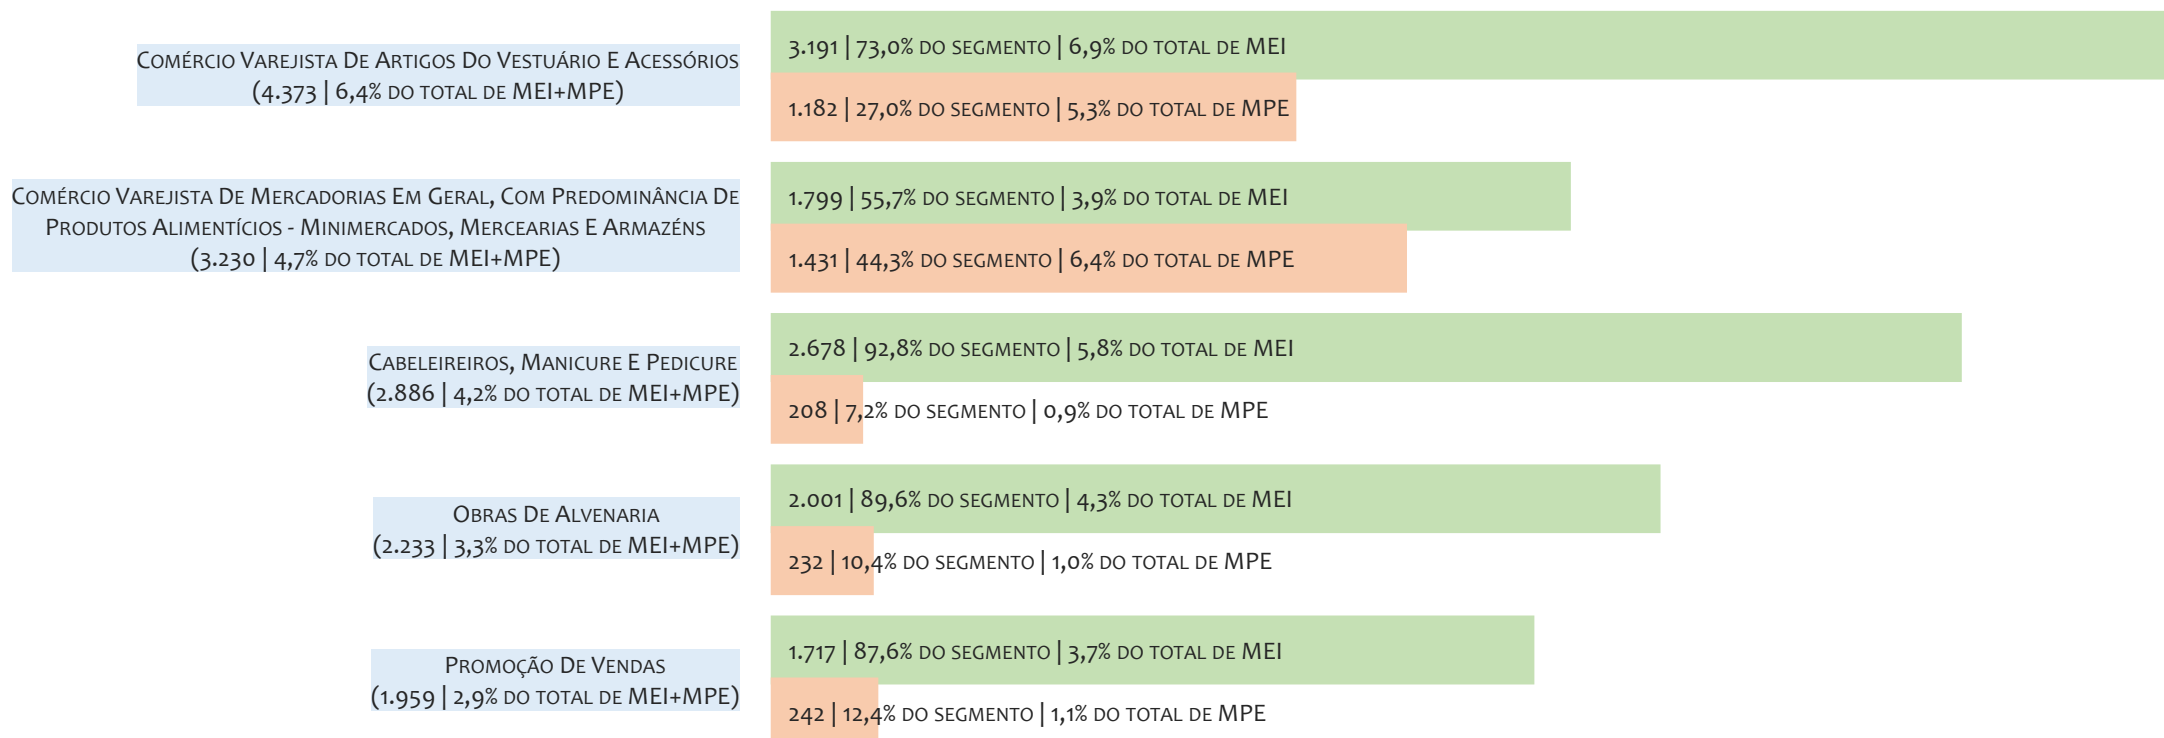 Comércio Varejista De Artigos Do Vestuário E Acessórios
(4.373 | 6,4% do total de MEI+MPE)
3.191 | 73,0% do segmento | 6,9% do total de MEI
1.182 | 27,0% do segmento | 5,3% do total de MPE
Comércio Varejista De Mercadorias Em Geral, Com Predominância De
Produtos Alimentícios - Minimercados, Mercearias E Armazéns
(3.230 | 4,7% do total de MEI+MPE)
1.799 | 55,7% do segmento | 3,9% do total de MEI
1.431 | 44,3% do segmento | 6,4% do total de MPE
Cabeleireiros, Manicure E Pedicure
(2.886 | 4,2% do total de MEI+MPE)
2.678 | 92,8% do segmento | 5,8% do total de MEI
208 | 7,2% do segmento | 0,9% do total de MPE
Obras De Alvenaria
(2.233 | 3,3% do total de MEI+MPE)
2.001 | 89,6% do segmento | 4,3% do total de MEI
232 | 10,4% do segmento | 1,0% do total de MPE
Promoção De Vendas
(1.959 | 2,9% do total de MEI+MPE)
1.717 | 87,6% do segmento | 3,7% do total de MEI
242 | 12,4% do segmento | 1,1% do total de MPE